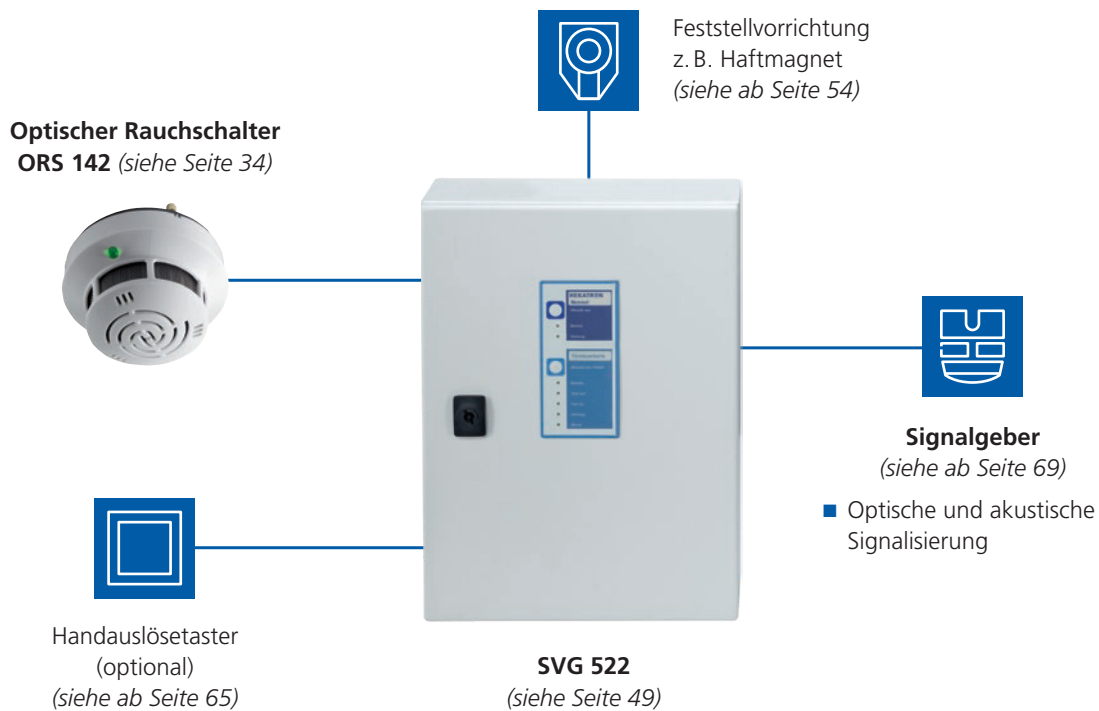 Feststellvorrichtung
z. B. Haftmagnet
(siehe ab Seite 54)
Optischer Rauchschalter
ORS 142 (siehe Seite 34)
HEKATRON
Signalgeber
(siehe ab Seite 69)
■ Optische und akustische
Signalisierung
Handauslösetaster
(optional)
(siehe ab Seite 65)
SVG 522
(siehe Seite 49)